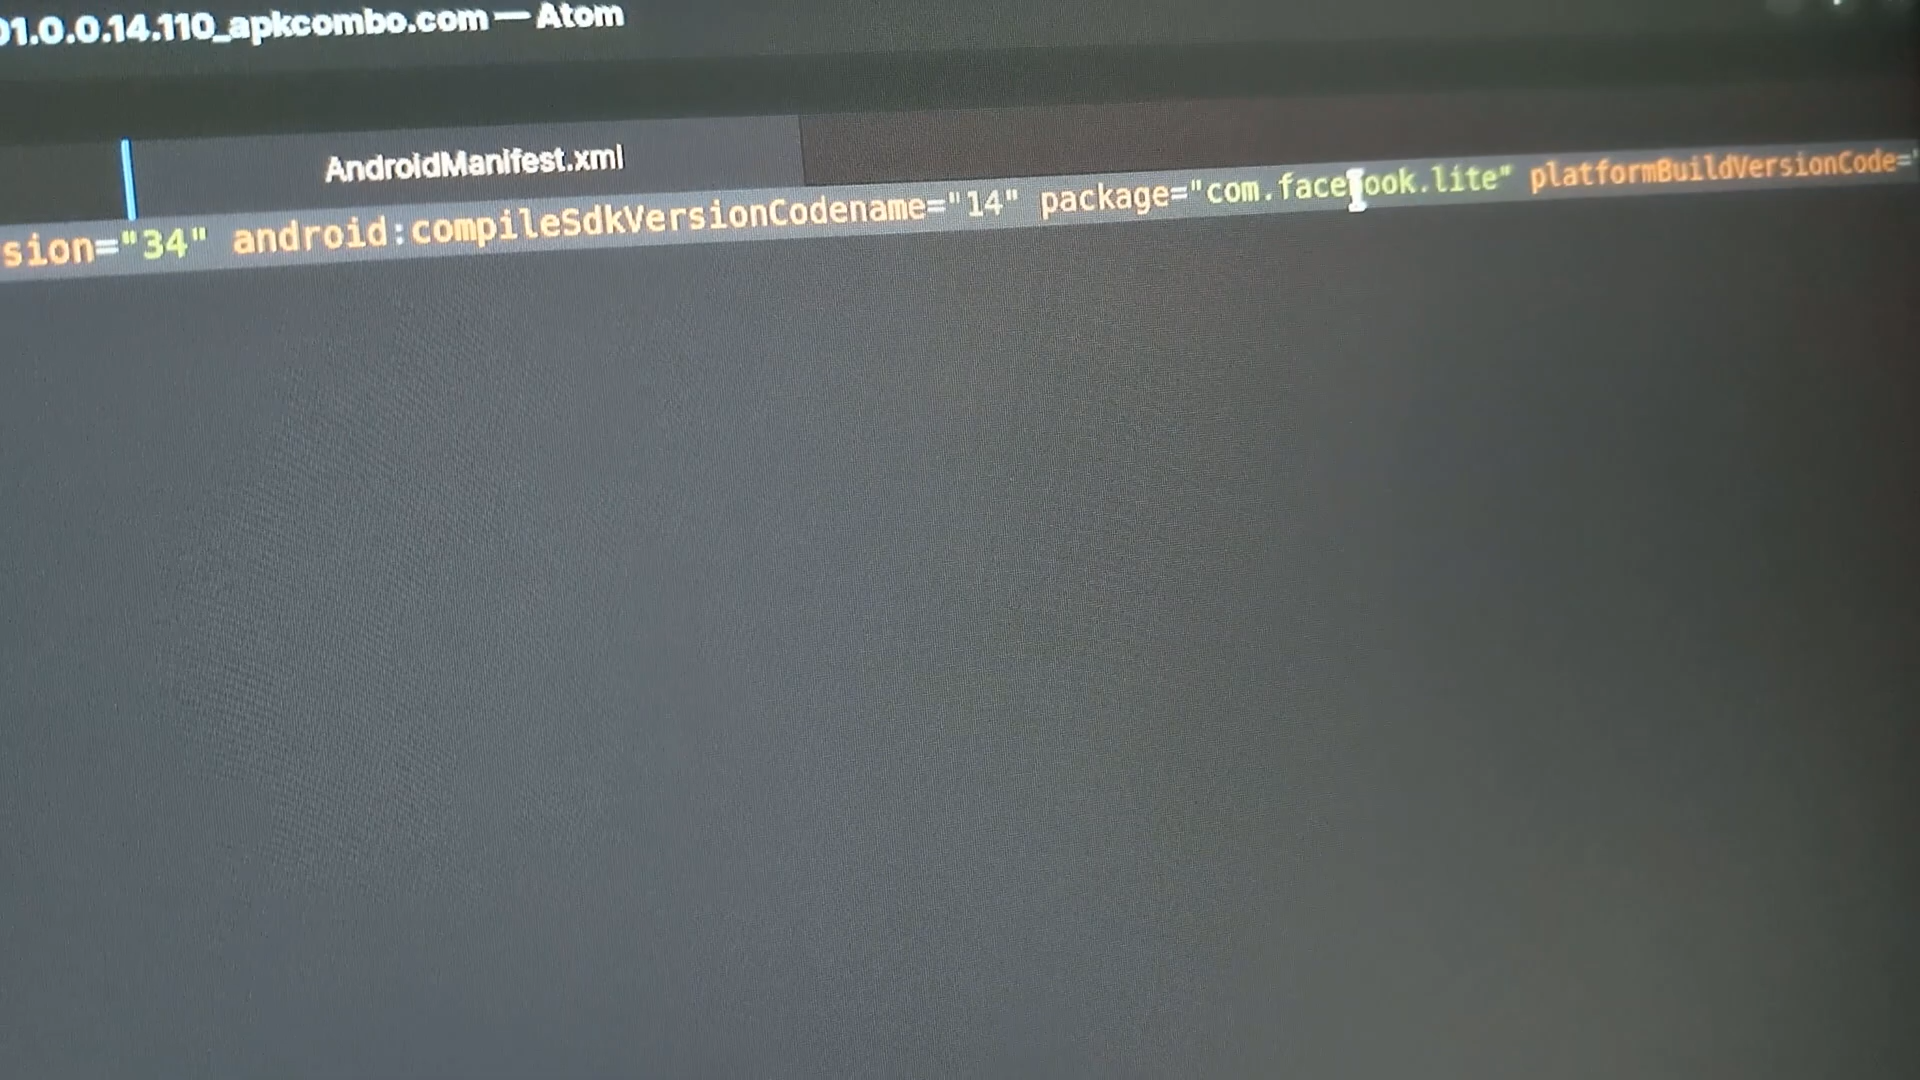 01.0.0.14.110_apkcombo.com — Atom
AndroidManifest.xml
sion="34" android:compileSdkVersionCodename="14" package="com.facebook.lite" platformBuildVersionCode="